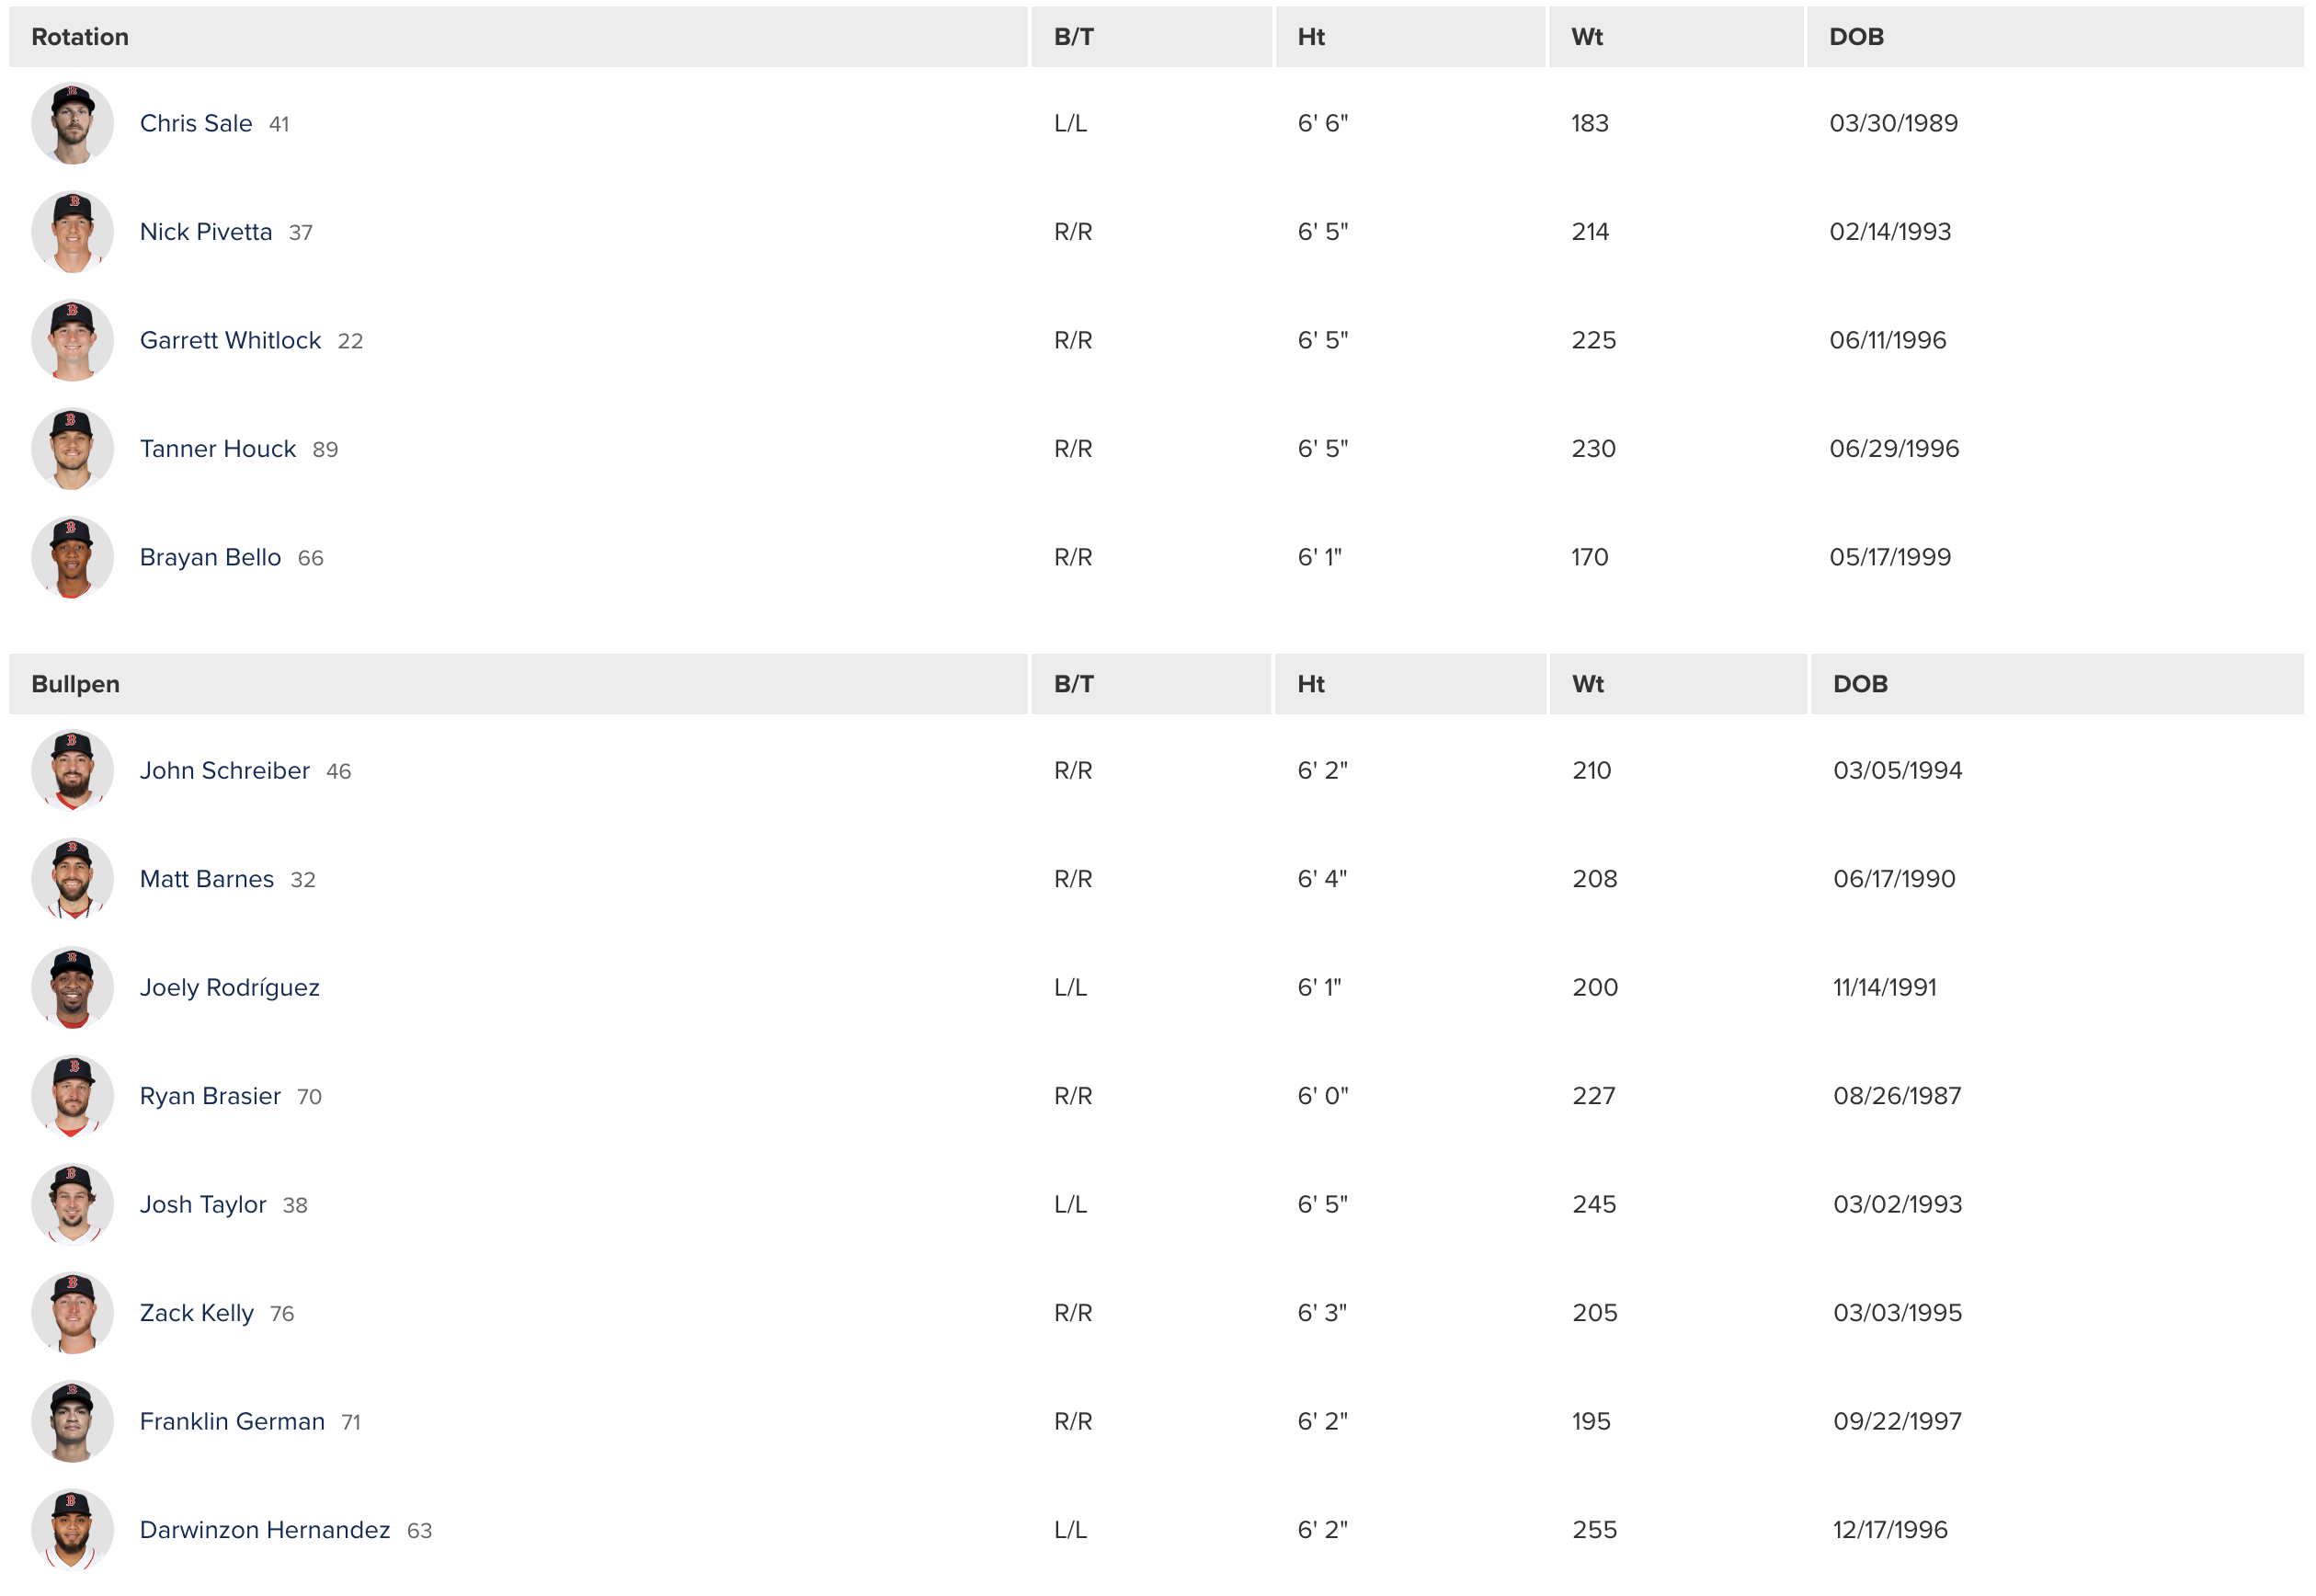 Rotation B/T Ht Wt DOB
Chris Sale 41 L/L 6' 6" 183 03/30/1989
Nick Pivetta 37 R/R 6' 5" 214 02/14/1993
Garrett Whitlock 22 R/R 6' 5" 225 06/11/1996
Tanner Houck 89 R/R 6' 5" 230 06/29/1996
Brayan Bello 66 R/R 6' 1" 170 05/17/1999
Bullpen B/T Ht Wt DOB
John Schreiber 46 R/R 6' 2" 210 03/05/1994
Matt Barnes 32 R/R 6' 4" 208 06/17/1990
Joely Rodríguez L/L 6' 1" 200 11/14/1991
Ryan Brasier 70 R/R 6' 0" 227 08/26/1987
Josh Taylor 38 L/L 6' 5" 245 03/02/1993
Zack Kelly 76 R/R 6' 3" 205 03/03/1995
Franklin German 71 R/R 6' 2" 195 09/22/1997
Darwinzon Hernandez 63 L/L 6' 2" 255 12/17/1996